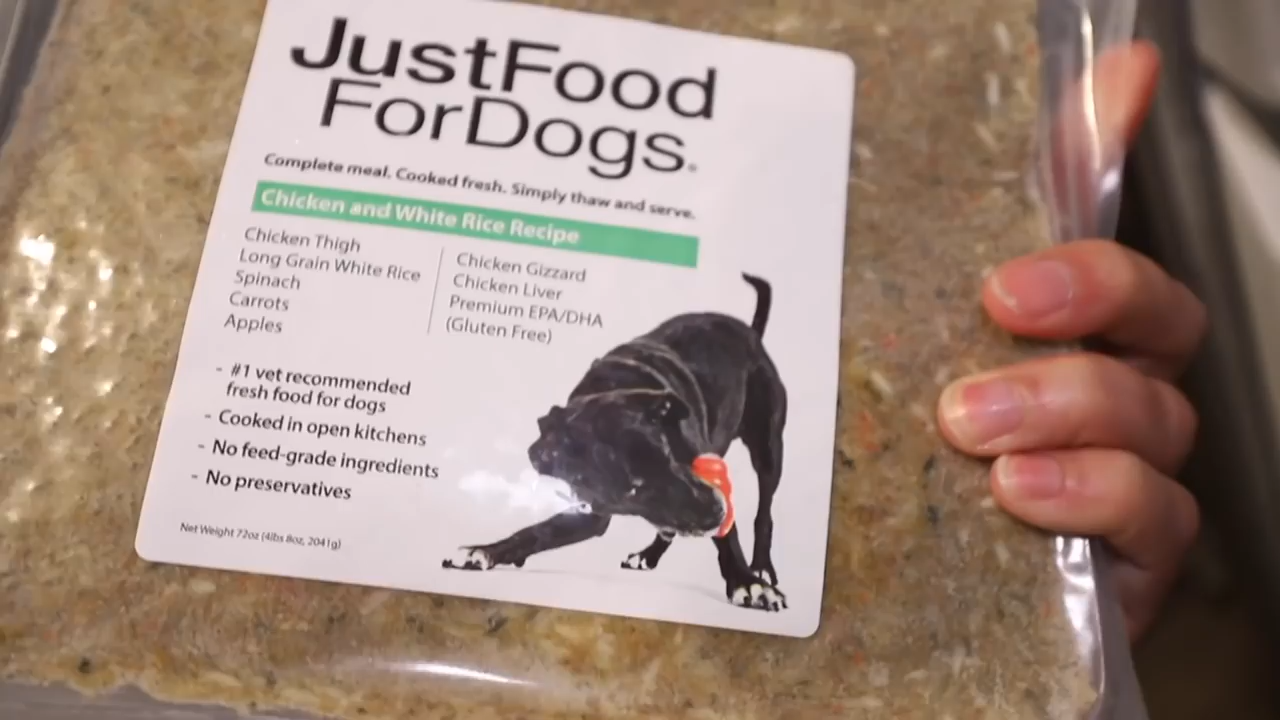 JustFood
ForDogs.
Complete meal. Cooked fresh. Simply thaw and serve.
Chicken and White Rice Recipe
Chicken Thigh
Long Grain White Rice
Spinach
Carrots
Apples
Chicken Gizzard
Chicken Liver
Premium EPA/DHA
(Gluten Free)
- #1 vet recommended
fresh food for dogs
- Cooked in open kitchens
- No feed-grade ingredients
- No preservatives
Net Weight 72oz (4lbs 8oz, 2041g)